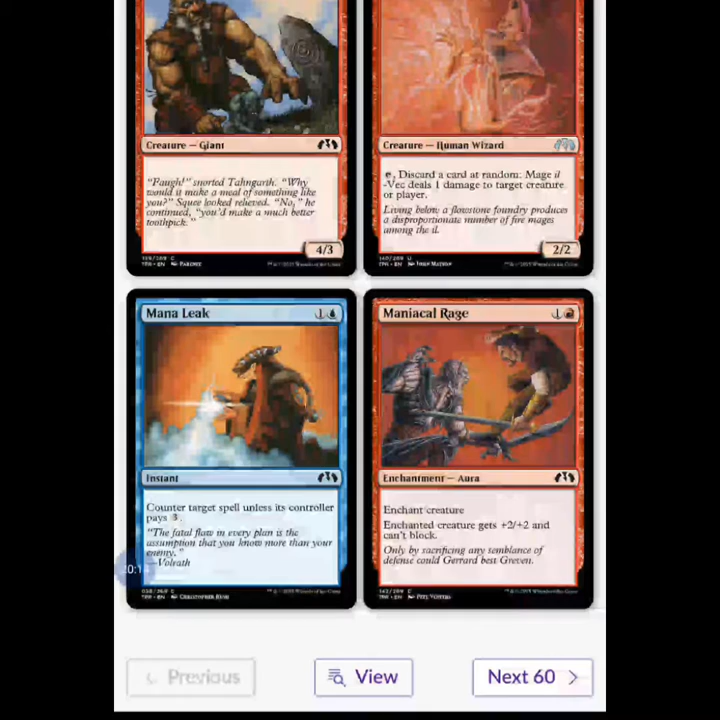 Creature — Giant
"Faugh!" snorted Tahngarth. "Why
would it make a meal of something like
you?" Squee looked relieved. "No," he
continued, "you'd make a much better
toothpick."
4/3
Creature — Human Wizard
, Discard a card at random: Mage il
-Vec deals 1 damage to target creature
or player.
Living below a flowstone foundry produces
a disproportionate number of fire mages
among the il.
2/2
Mana Leak
1
Instant
Counter target spell unless its controller
pays 3.
"The fatal flaw in every plan is the
assumption that you know more than your
enemy."
—Volrath
Maniacal Rage
1
Enchantment — Aura
Enchant creature
Enchanted creature gets +2/+2 and
can't block.
Only by sacrificing any semblance of
defense could Gerrard best Greven.
Previous
View
Next 60